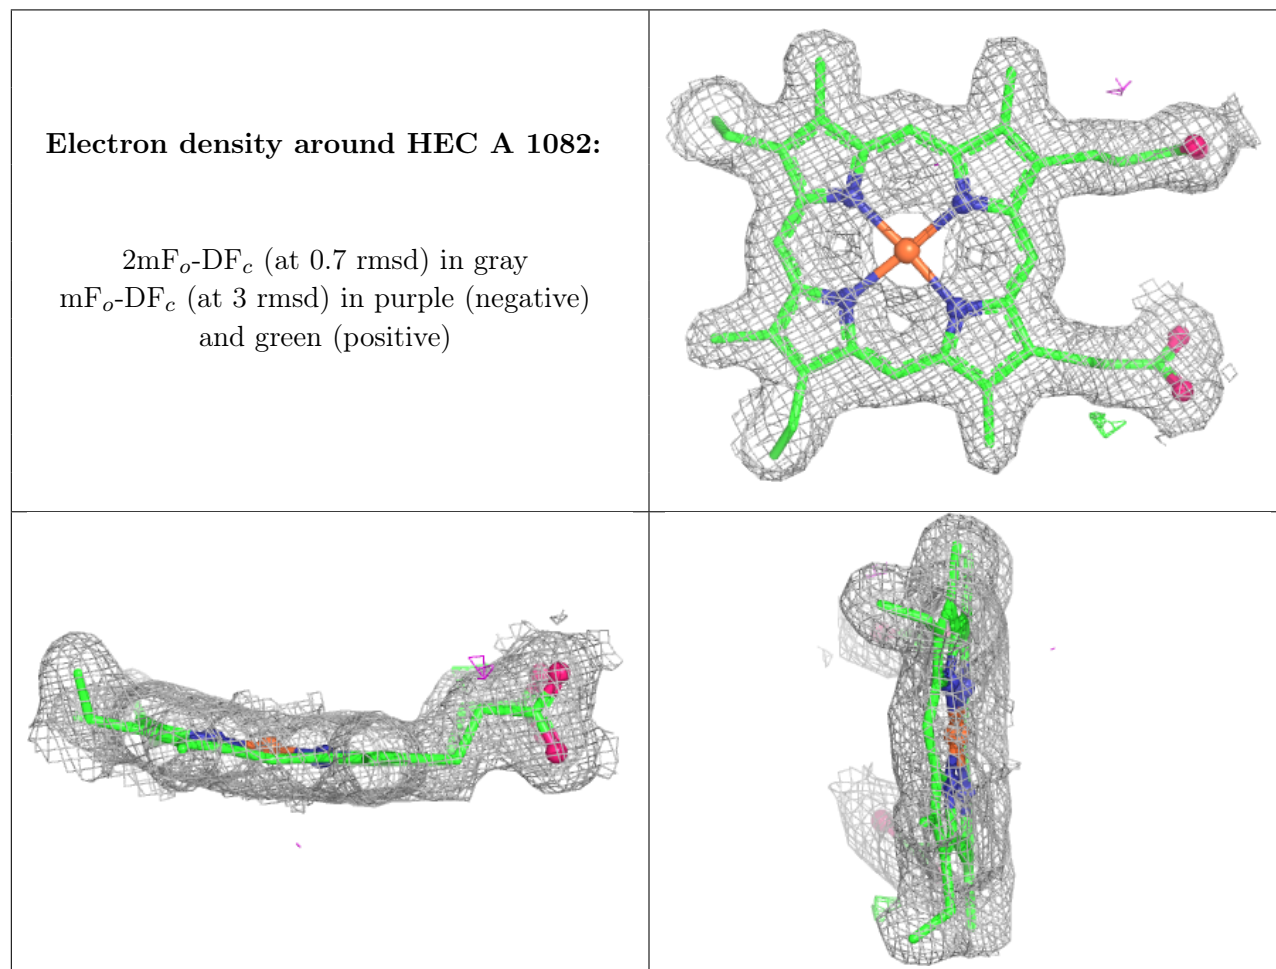 Electron density around HEC A 1082:
2mFo-DFc (at 0.7 rmsd) in gray
mFo-DFc (at 3 rmsd) in purple (negative)
and green (positive)